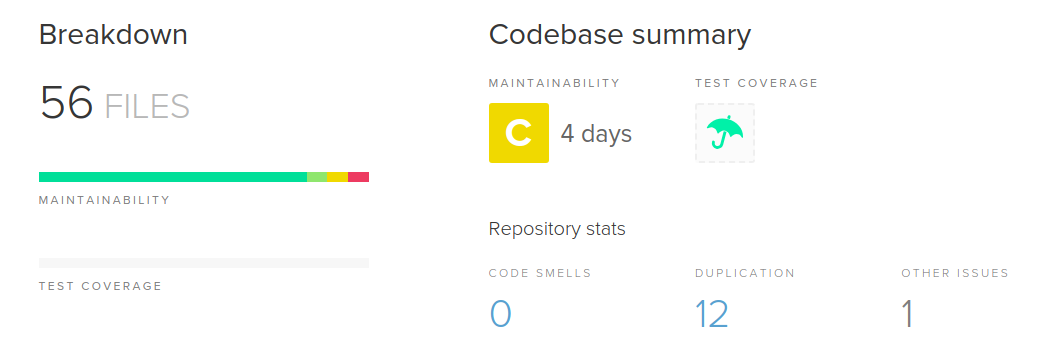 Breakdown
56 FILES
MAINTAINABILITY
TEST COVERAGE
Codebase summary
MAINTAINABILITY
C 4 days
TEST COVERAGE
Repository stats
CODE SMELLS
0
DUPLICATION
12
OTHER ISSUES
1